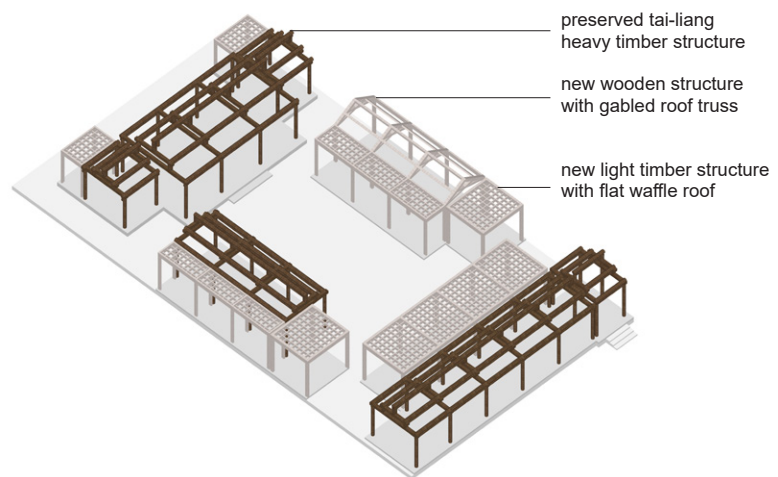 preserved tai-liang
heavy timber structure
new wooden structure
with gabled roof truss
new light timber structure
with flat waffle roof